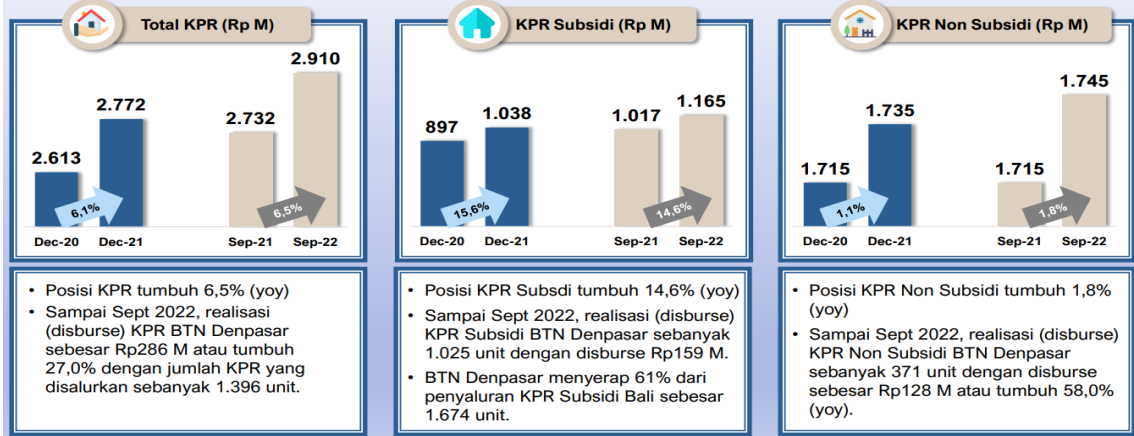 Total KPR (Rp M)
2.613
2.772
2.732
2.910
6,1%
6,5%
Dec-20
Dec-21
Sep-21
Sep-22
• Posisi KPR tumbuh 6,5% (yoy)
• Sampai Sept 2022, realisasi
(disburse) KPR BTN Denpasar
sebesar Rp286 M atau tumbuh
27,0% dengan jumlah KPR yang
disalurkan sebanyak 1.396 unit.
KPR Subsidi (Rp M)
897
1.038
1.017
1.165
15,6%
14,6%
Dec-20
Dec-21
Sep-21
Sep-22
• Posisi KPR Subsdi tumbuh 14,6% (yoy)
• Sampai Sept 2022, realisasi (disburse)
KPR Subsidi BTN Denpasar sebanyak
1.025 unit dengan disburse Rp159 M.
• BTN Denpasar menyerap 61% dari
penyaluran KPR Subsidi Bali sebesar
1.674 unit.
KPR Non Subsidi (Rp M)
1.715
1.735
1.715
1.745
1,1%
1,8%
Dec-20
Dec-21
Sep-21
Sep-22
• Posisi KPR Non Subsidi tumbuh 1,8%
(yoy)
• Sampai Sept 2022, realisasi (disburse)
KPR Non Subsidi BTN Denpasar
sebanyak 371 unit dengan disburse
sebesar Rp128 M atau tumbuh 58,0%
(yoy).